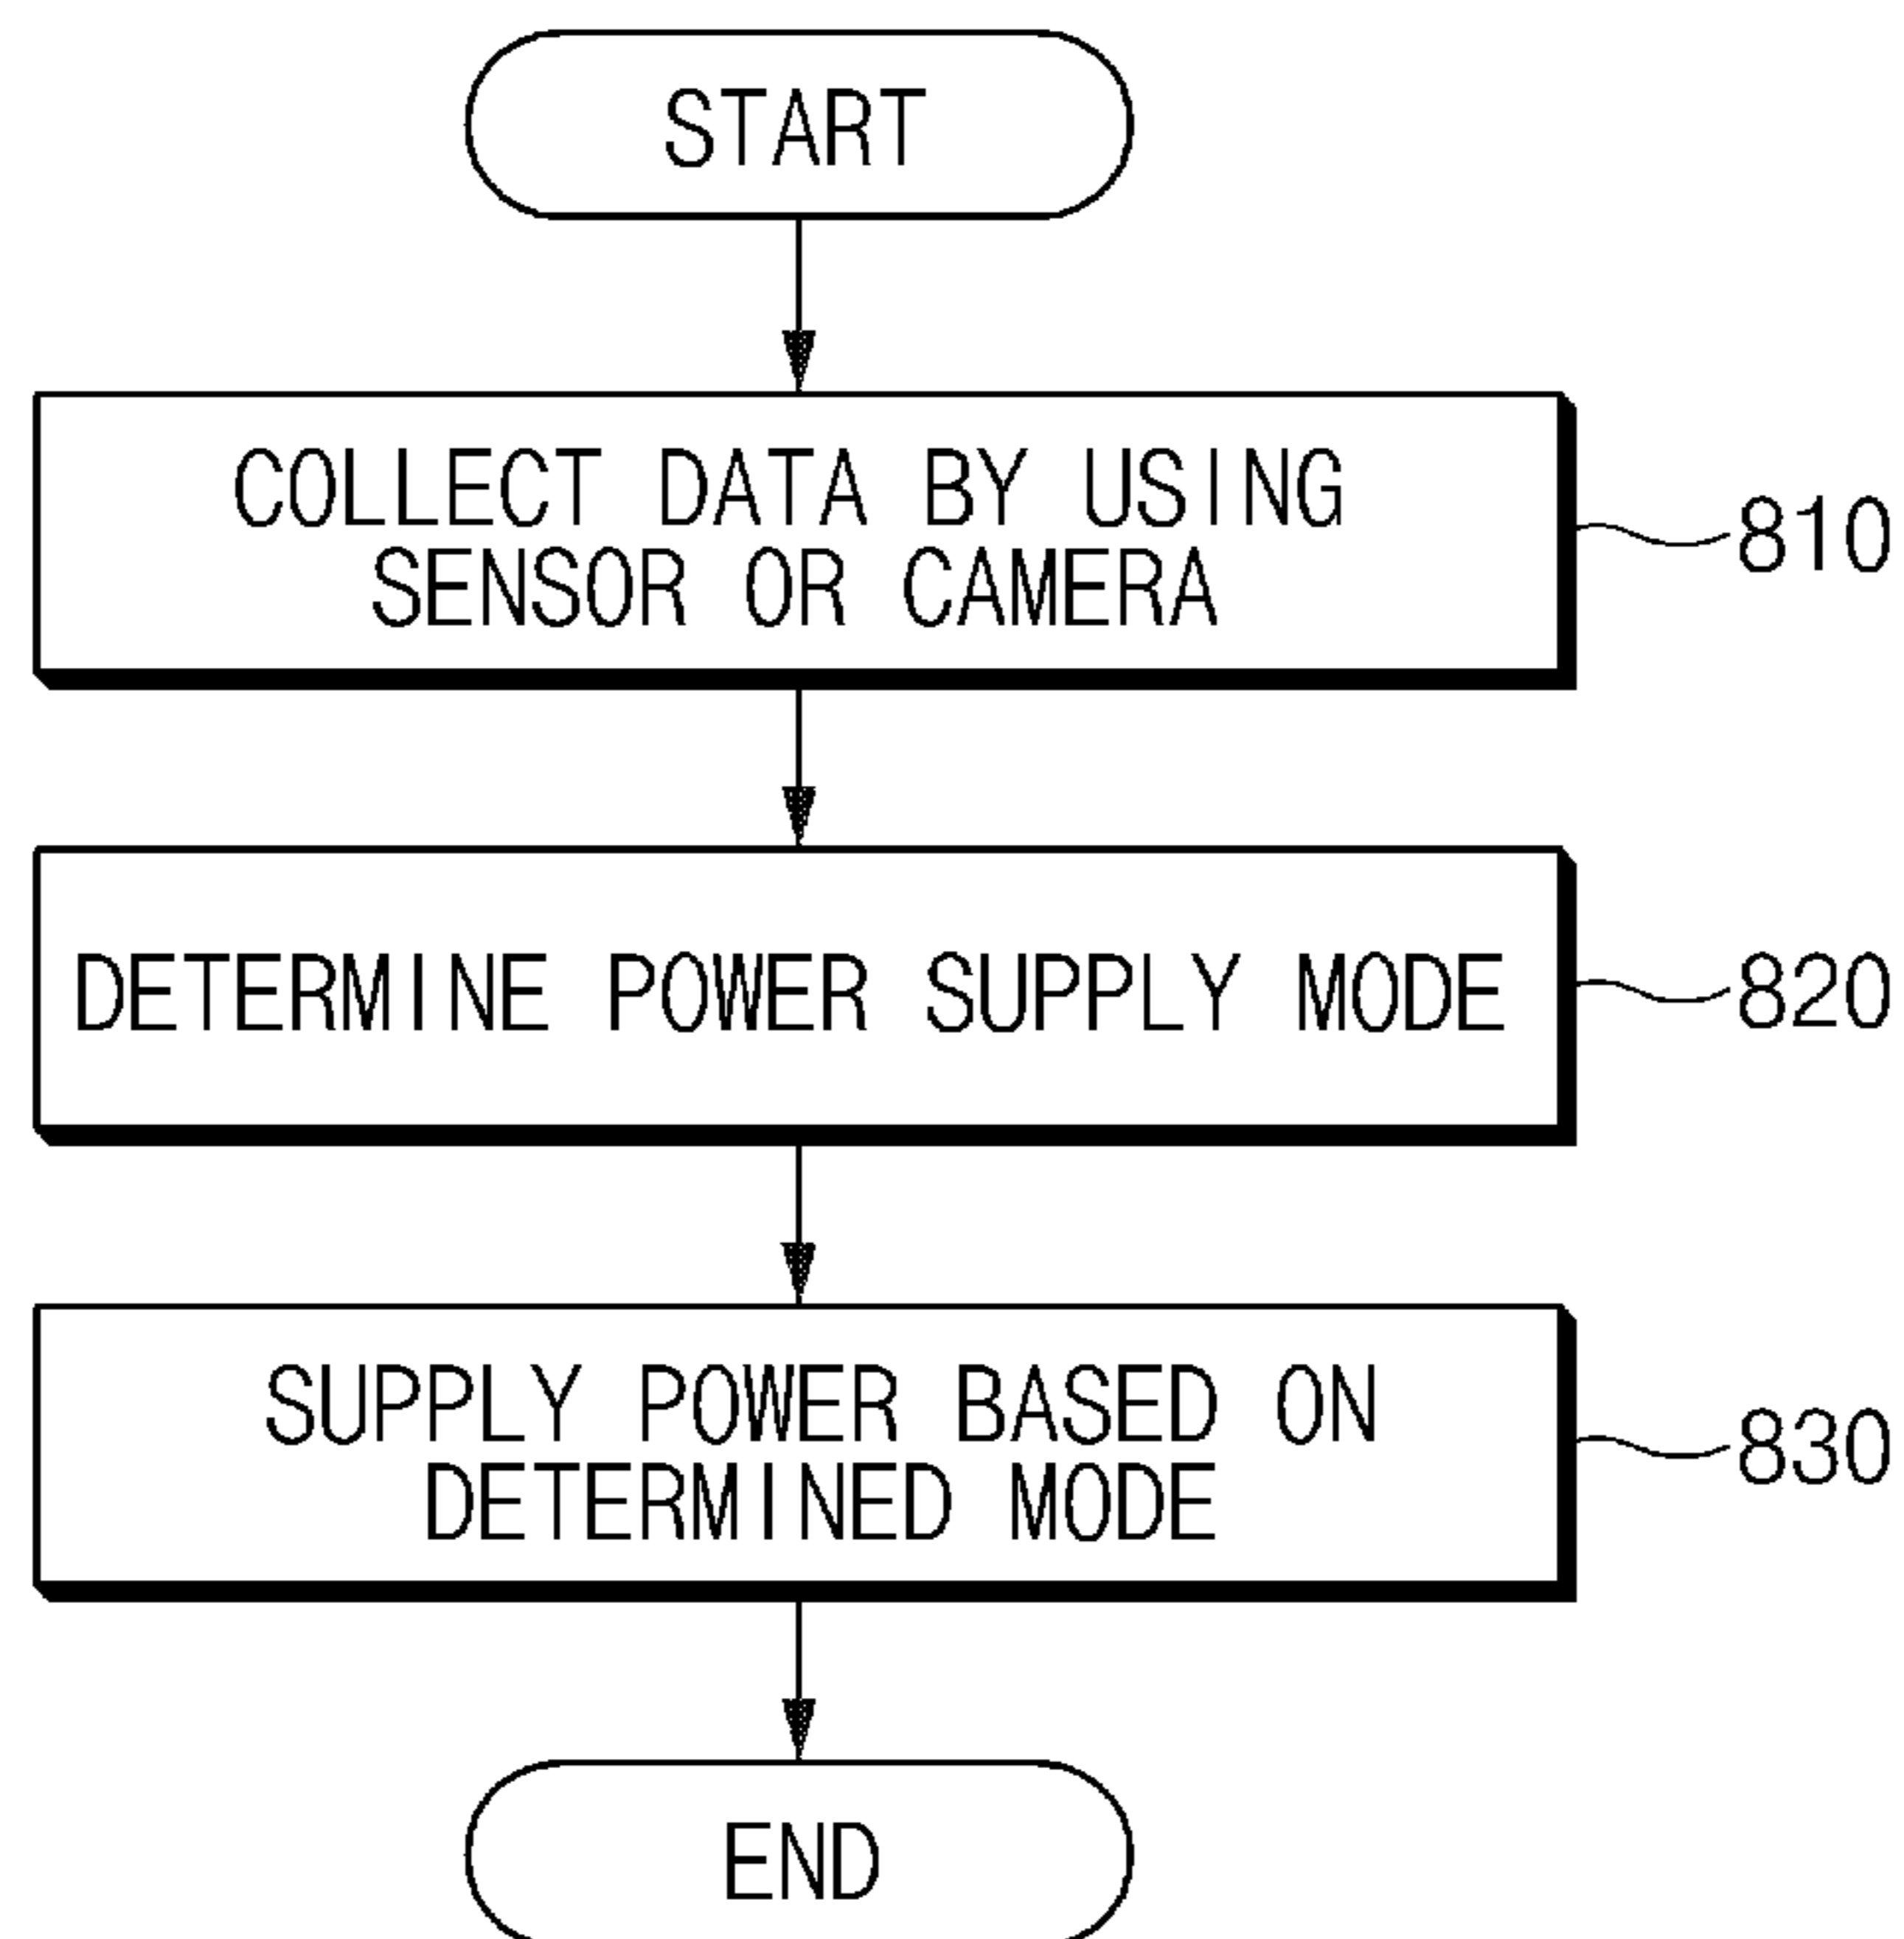 START
COLLECT DATA BY USING
SENSOR OR CAMERA
810
DETERMINE POWER SUPPLY MODE
820
SUPPLY POWER BASED ON
DETERMINED MODE
830
END